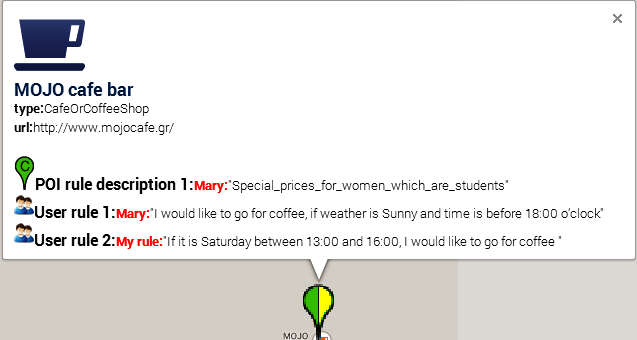 ×
MOJO cafe bar
type:CafeOrCoffeeShop
url:http://www.mojocafe.gr/
C POI rule description 1:Mary:"Special_prices_for_women_which_are_students"
User rule 1:Mary:"I would like to go for coffee, if weather is Sunny and time is before 18:00 o'clock"
User rule 2:My rule:"If it is Saturday between 13:00 and 16:00, I would like to go for coffee "
MOJO